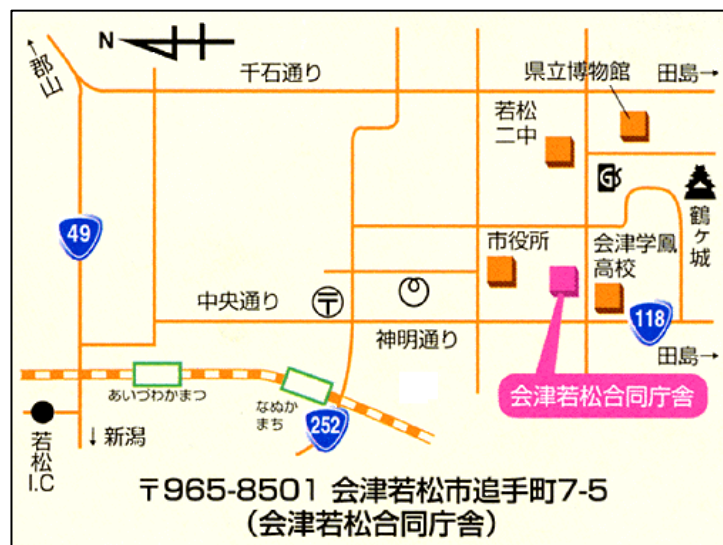 N
←郡山
千石通り
県立博物館
田島→
若松
二中
GS
鶴ヶ城
49
市役所
会津学鳳
高校
中央通り
〒
神明通り
118
田島→
あいづわかまつ
なぬか
まち
会津若松合同庁舎
252
若松
I.C
↓新潟
〒965-8501 会津若松市追手町7-5
（会津若松合同庁舎）